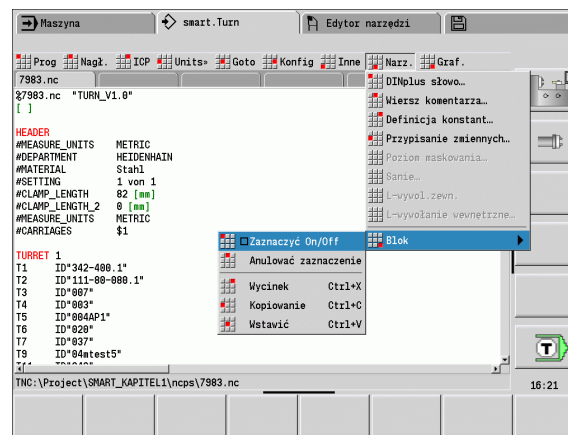 Maszyna
smart.Turn
Edytor narzędzi
Prog Nagł. ICP Units» Goto Konfig Inne Narz. Graf.
7983.nc
%7983.nc "TURN_V1.0"
[ ]
HEADER
#MEASURE_UNITS METRIC
#DEPARTMENT HEIDENHAIN
#MATERIAL Stahl
#SETTING 1 von 1
#CLAMP_LENGTH 82 [mm]
#CLAMP_LENGTH_2 0 [mm]
#MEASURE_UNITS METRIC
#CARRIAGES $1
TURRET 1
T1 ID"342-400.1"
T2 ID"111-80-080.1"
T3 ID"007"
T4 ID"003"
T5 ID"004AP1"
T6 ID"020"
T7 ID"037"
T9 ID"04mtest5"
DINplus słowo…
Wiersz komentarza…
Definicja konstant…
Przypisanie zmiennych…
Poziom maskowania…
Sanie…
L-wywol.zewn.
L-wywołanie wewnętrzne…
Blok
Zaznaczyć On/Off
Anulować zaznaczenie
Wycinek Ctrl+X
Kopiowanie Ctrl+C
Wstawić Ctrl+V
T
TNC:\Project\SMART_KAPITEL1\ncps\7983.nc
16:21